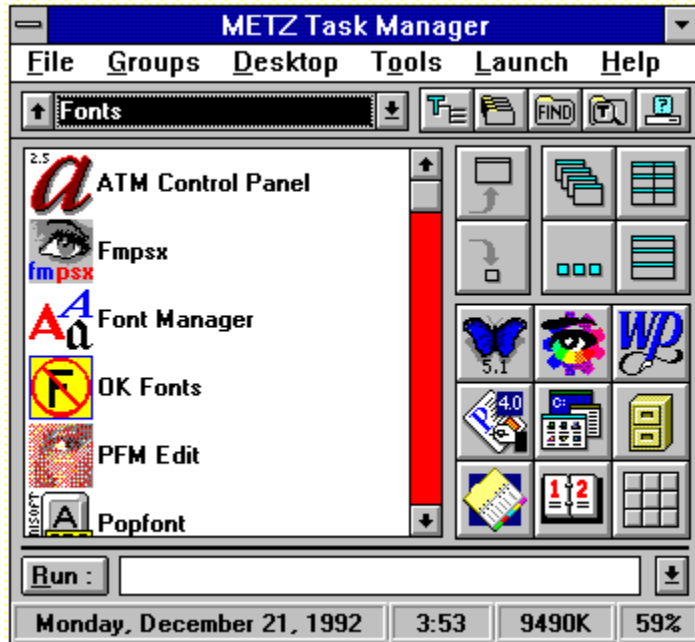 METZ Task Manager
File Groups Desktop Tools Launch Help
Fonts
FIND
T
?
2.5
a
ATM Control Panel
fmpsx
Fmpsx
A A a
Font Manager
F
OK Fonts
PFM Edit
A
Popfont
5.1
WP
P 4.0
C:
1 2
Run :
Monday, December 21, 1992 3:53 9490K 59%